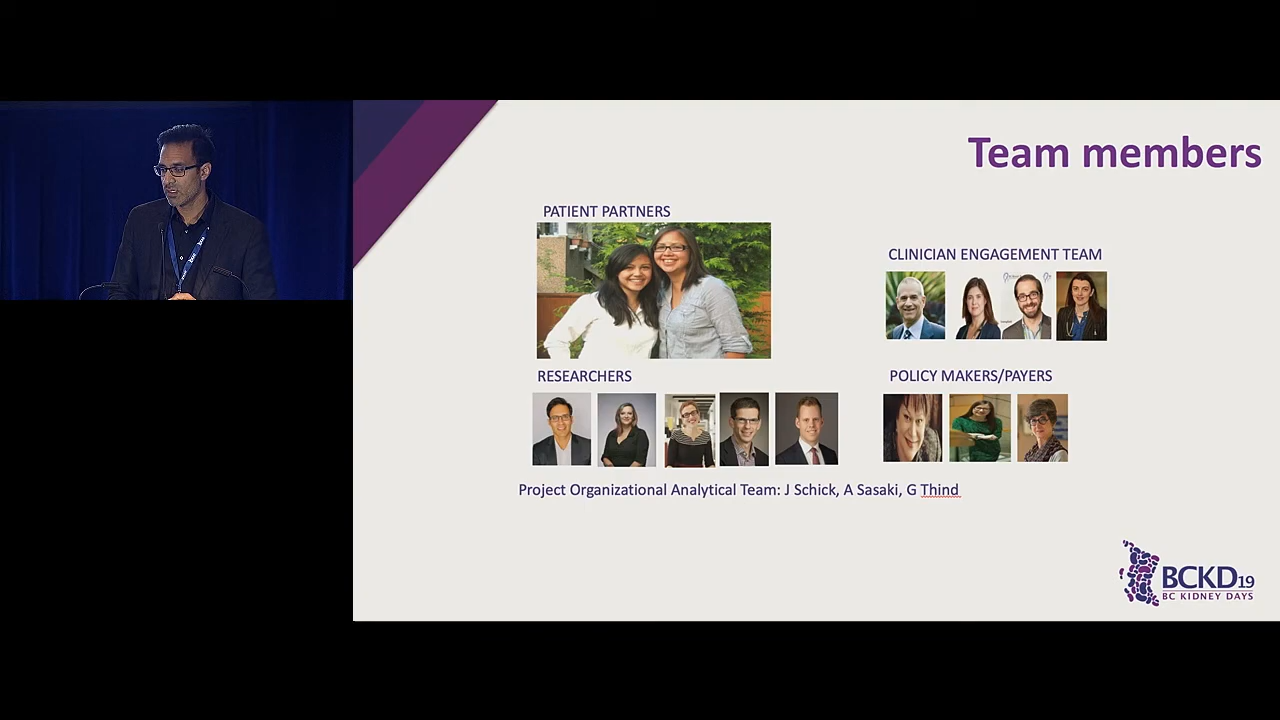 Team members
PATIENT PARTNERS
CLINICIAN ENGAGEMENT TEAM
RESEARCHERS
POLICY MAKERS/PAYERS
Project Organizational Analytical Team: J Schick, A Sasaki, G Thind
BCKD19
BC KIDNEY DAYS